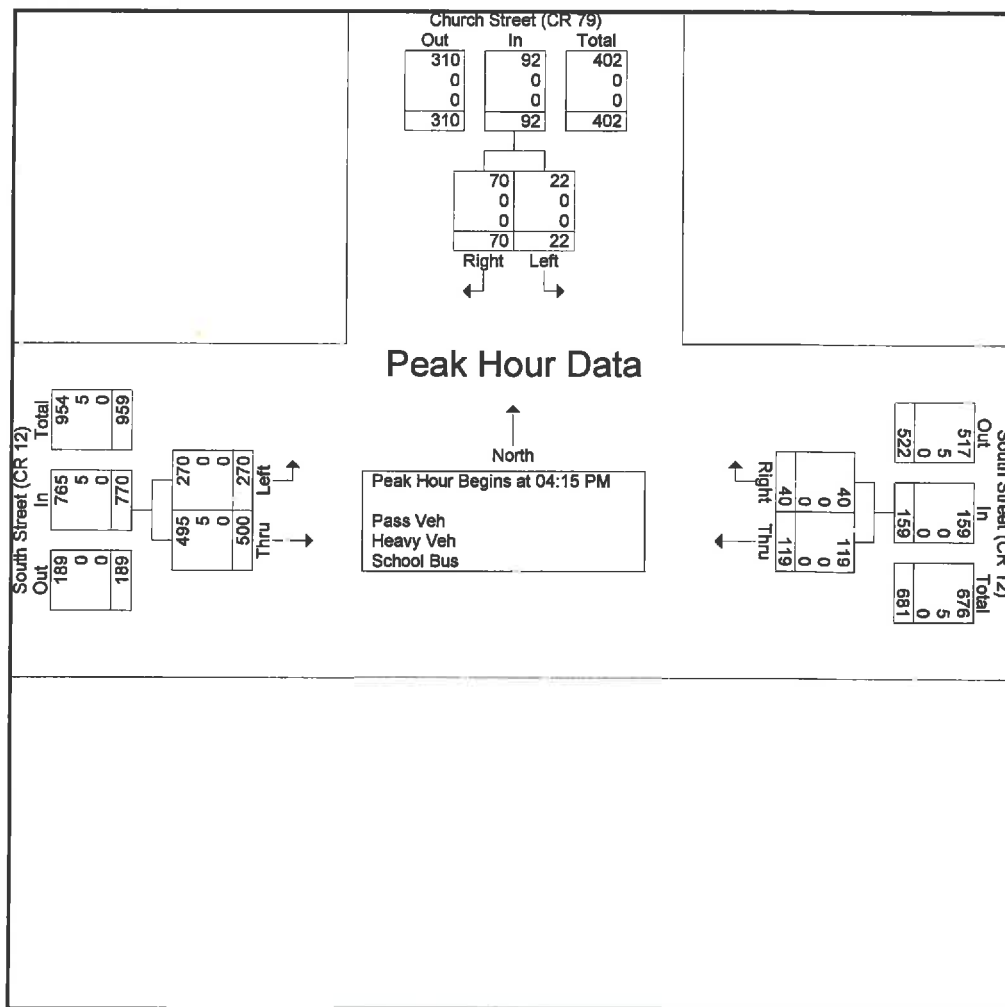 Church Street (CR 79)
Out In Total
310 92 402
0 0 0
0 0 0
310 92 402
70 22
0 0
0 0
70 22
Right Left
Peak Hour Data
North
Peak Hour Begins at 04:15 PM
Pass Veh
Heavy Veh
School Bus
South Street (CR 12)
Out In Total
189 765 954
0 5 5
0 0 0
189 770 959
Thru Left
495 270
5 0
0 0
500 270
South Street (CR 12)
Out In Total
517 159 676
5 0 5
0 0 0
522 159 681
40 119
0 0
0 0
40 119
Right Thru